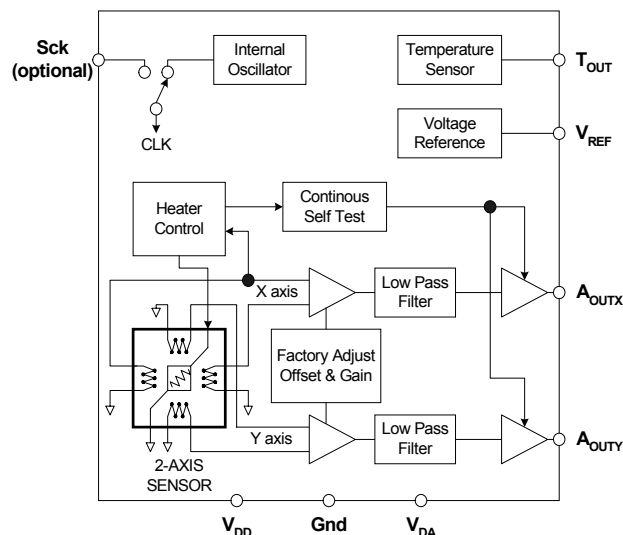 Sck
(optional)
Internal
Oscillator
CLK
Temperature
Sensor
TOUT
Voltage
Reference
VREF
Heater
Control
Continous
Self Test
X axis
Low Pass
Filter
AOUTX
Factory Adjust
Offset & Gain
Y axis
Low Pass
Filter
AOUTY
2-AXIS
SENSOR
VDD
Gnd
VDA